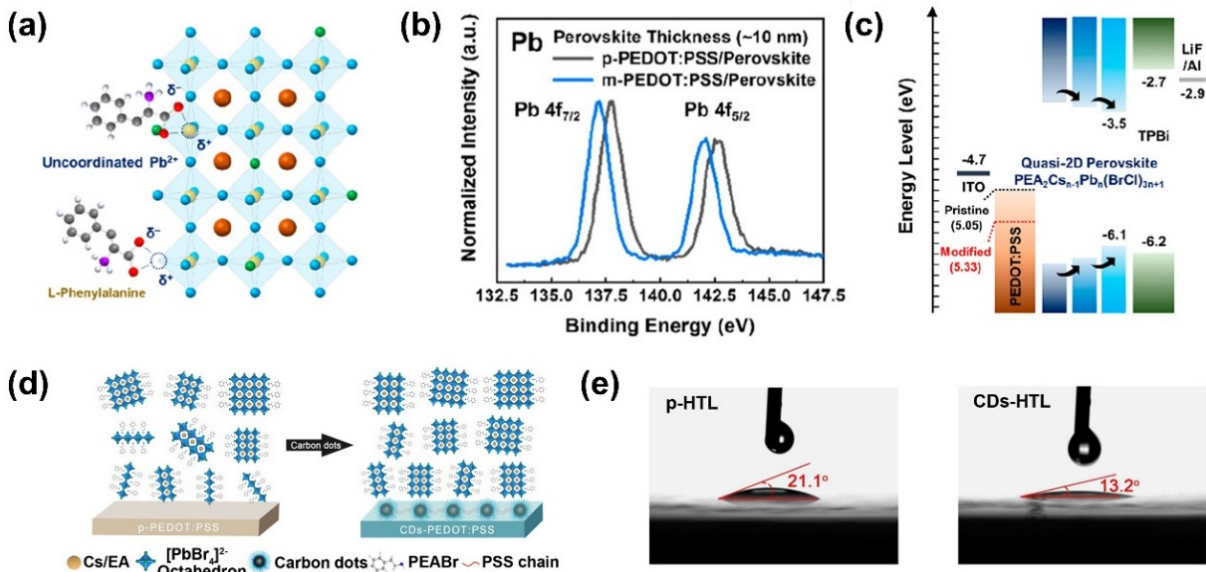 (a)
δ⁻
δ⁺
Uncoordinated Pb²⁺
δ⁻
δ⁺
L-Phenylalanine
(b)
Pb
Perovskite Thickness (~10 nm)
p-PEDOT:PSS/Perovskite
m-PEDOT:PSS/Perovskite
Pb 4f₇/₂
Pb 4f₅/₂
Normalized Intensity (a.u.)
132.5 135.0 137.5 140.0 142.5 145.0 147.5
Binding Energy (eV)
(c)
Energy Level (eV)
LiF
/Al
-2.7
-2.9
-3.5
TPBi
-4.7
ITO
Quasi-2D Perovskite
PEA₂Csₙ₋₁Pbₙ(BrCl)₃ₙ₊₁
Pristine
(5.05)
Modified
(5.33)
PEDOT:PSS
-6.1
-6.2
(d)
Carbon dots
p-PEDOT:PSS
CDs-PEDOT:PSS
Cs/EA
[PbBr₄]²⁻
Octahedron
Carbon dots
PEABr
PSS chain
(e)
p-HTL
21.1°
CDs-HTL
13.2°